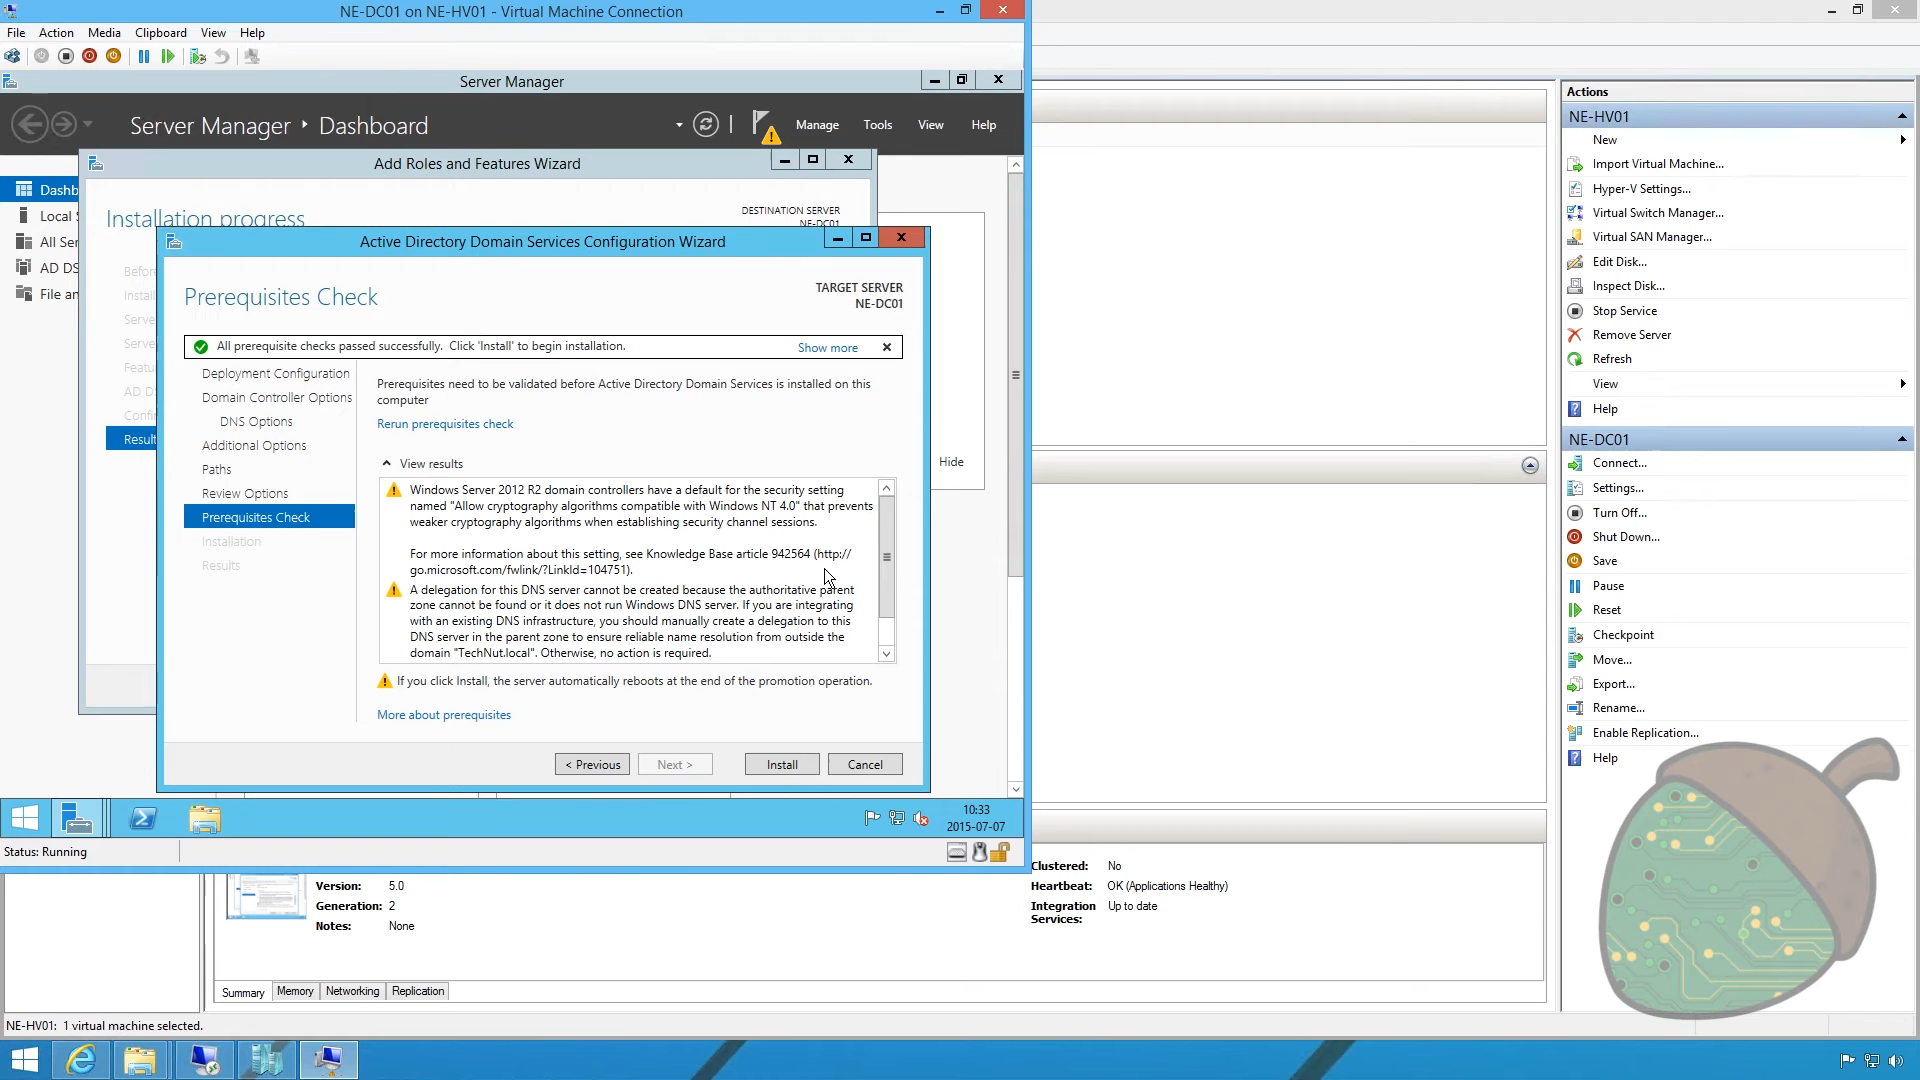 NE-DC01 on NE-HV01 - Virtual Machine Connection
File Action Media Clipboard View Help
Server Manager
Server Manager Dashboard
Manage Tools View Help
Add Roles and Features Wizard
Dashb
Local S
All Ser
AD DS
File an
Installation progress
DESTINATION SERVER
NE-DC01
Before
Install
Serve
Serve
Featu
AD D
Confi
Result
Hide
Active Directory Domain Services Configuration Wizard
Prerequisites Check
TARGET SERVER
NE-DC01
All prerequisite checks passed successfully. Click 'Install' to begin installation.
Show more
Deployment Configuration
Domain Controller Options
DNS Options
Additional Options
Paths
Review Options
Prerequisites Check
Installation
Results
Prerequisites need to be validated before Active Directory Domain Services is installed on this
computer
Rerun prerequisites check
View results
Windows Server 2012 R2 domain controllers have a default for the security setting
named "Allow cryptography algorithms compatible with Windows NT 4.0" that prevents
weaker cryptography algorithms when establishing security channel sessions.
For more information about this setting, see Knowledge Base article 942564 (http://
go.microsoft.com/fwlink/?LinkId=104751).
A delegation for this DNS server cannot be created because the authoritative parent
zone cannot be found or it does not run Windows DNS server. If you are integrating
with an existing DNS infrastructure, you should manually create a delegation to this
DNS server in the parent zone to ensure reliable name resolution from outside the
domain "TechNut.local". Otherwise, no action is required.
If you click Install, the server automatically reboots at the end of the promotion operation.
More about prerequisites
< Previous
Next >
Install
Cancel
10:33
2015-07-07
Status: Running
Version: 5.0
Generation: 2
Notes: None
Clustered: No
Heartbeat: OK (Applications Healthy)
Integration Up to date
Services:
Summary Memory Networking Replication
NE-HV01: 1 virtual machine selected.
Actions
NE-HV01
New
Import Virtual Machine...
Hyper-V Settings...
Virtual Switch Manager...
Virtual SAN Manager...
Edit Disk...
Inspect Disk...
Stop Service
Remove Server
Refresh
View
Help
NE-DC01
Connect...
Settings...
Turn Off...
Shut Down...
Save
Pause
Reset
Checkpoint
Move...
Export...
Rename...
Enable Replication...
Help